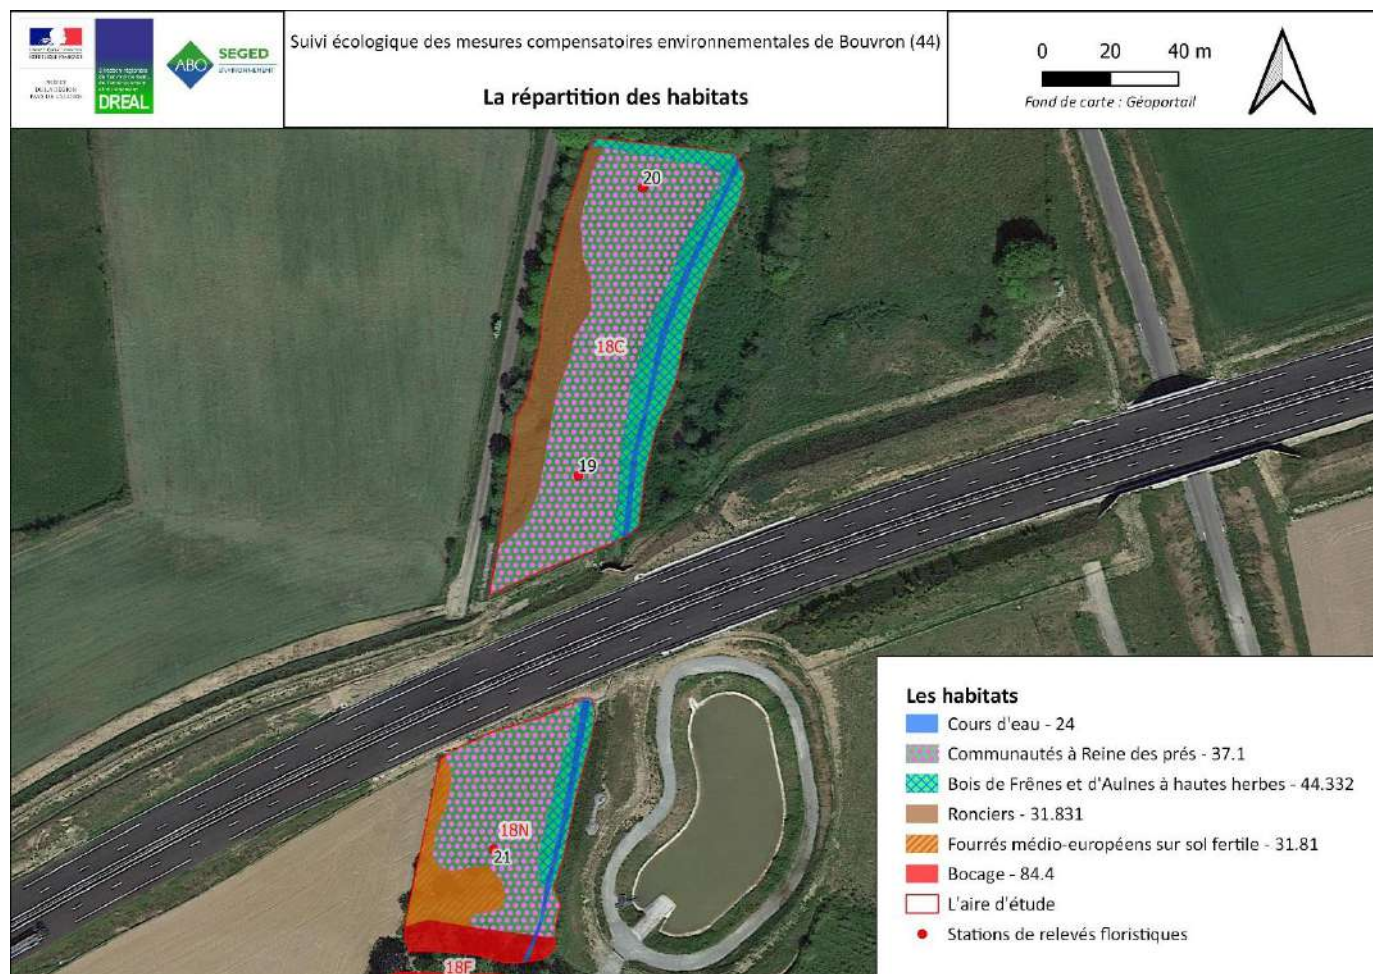 DREAL
ABO
SEGED
ENVIRONNEMENT
Suivi écologique des mesures compensatoires environnementales de Bouvron (44)
La répartition des habitats
0 20 40 m
Fond de carte : Géoportail
20
18C
19
18N
21
18F
Les habitats
Cours d'eau - 24
Communautés à Reine des prés - 37.1
Bois de Frênes et d'Aulnes à hautes herbes - 44.332
Ronciers - 31.831
Fourrés médio-européens sur sol fertile - 31.81
Bocage - 84.4
L'aire d'étude
Stations de relevés floristiques